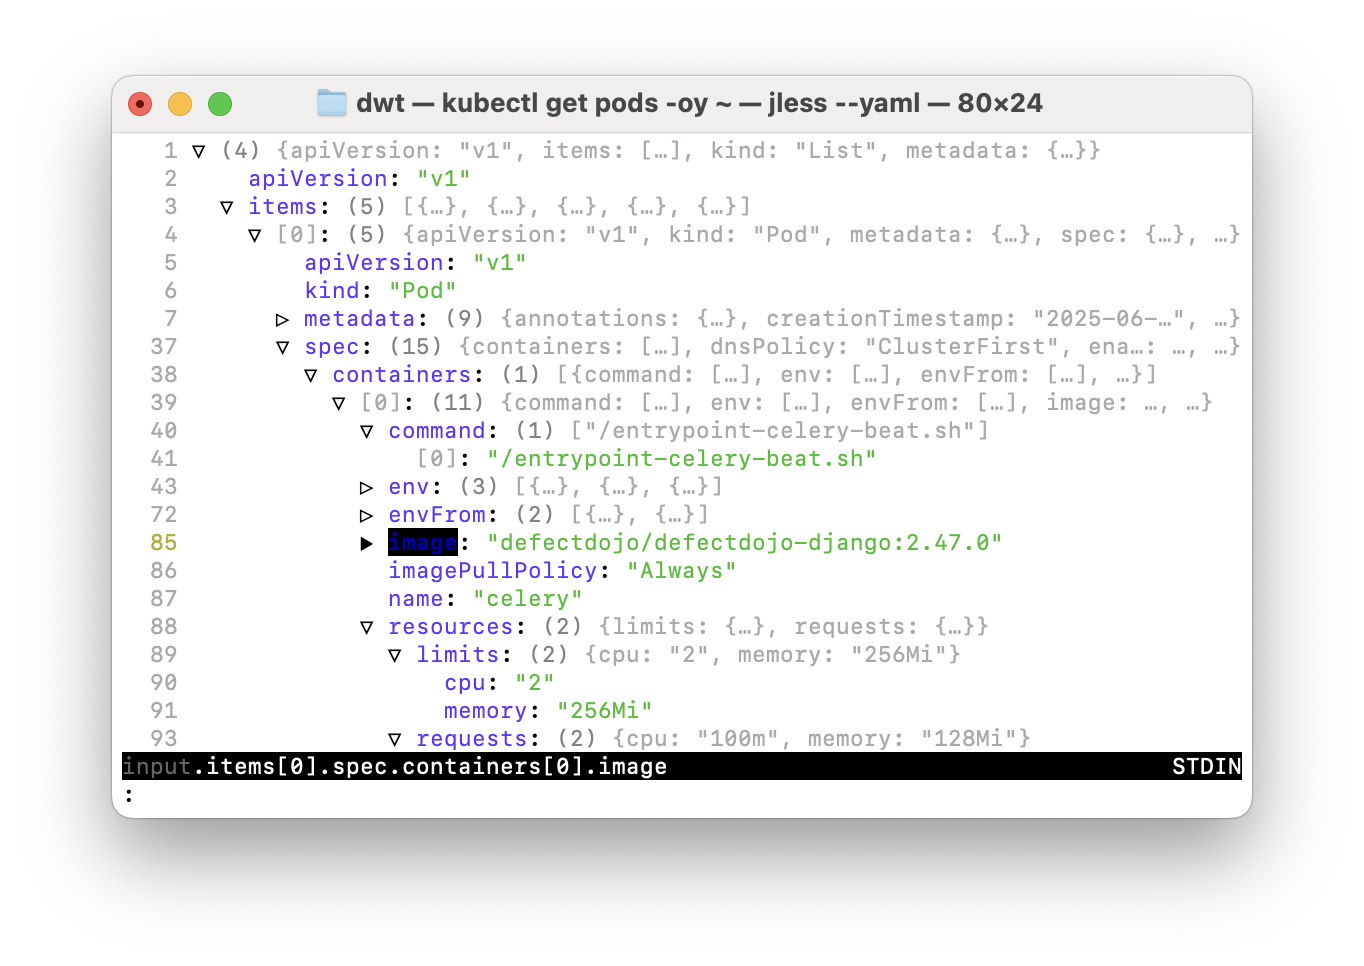 dwt — kubectl get pods -oy ~ — jless --yaml — 80×24
1 ▽ (4) {apiVersion: "v1", items: […], kind: "List", metadata: {…}}
2 apiVersion: "v1"
3 ▽ items: (5) [{…}, {…}, {…}, {…}, {…}]
4 ▽ [0]: (5) {apiVersion: "v1", kind: "Pod", metadata: {…}, spec: {…}, …}
5 apiVersion: "v1"
6 kind: "Pod"
7 ▷ metadata: (9) {annotations: {…}, creationTimestamp: "2025-06-…", …}
37 ▽ spec: (15) {containers: […], dnsPolicy: "ClusterFirst", ena…: …, …}
38 ▽ containers: (1) [{command: […], env: […], envFrom: […], …}]
39 ▽ [0]: (11) {command: […], env: […], envFrom: […], image: …, …}
40 ▽ command: (1) ["/entrypoint-celery-beat.sh"]
41 [0]: "/entrypoint-celery-beat.sh"
43 ▷ env: (3) [{…}, {…}, {…}]
72 ▷ envFrom: (2) [{…}, {…}]
85 ▶ image: "defectdojo/defectdojo-django:2.47.0"
86 imagePullPolicy: "Always"
87 name: "celery"
88 ▽ resources: (2) {limits: {…}, requests: {…}}
89 ▽ limits: (2) {cpu: "2", memory: "256Mi"}
90 cpu: "2"
91 memory: "256Mi"
93 ▽ requests: (2) {cpu: "100m", memory: "128Mi"}
input.items[0].spec.containers[0].image STDIN
: